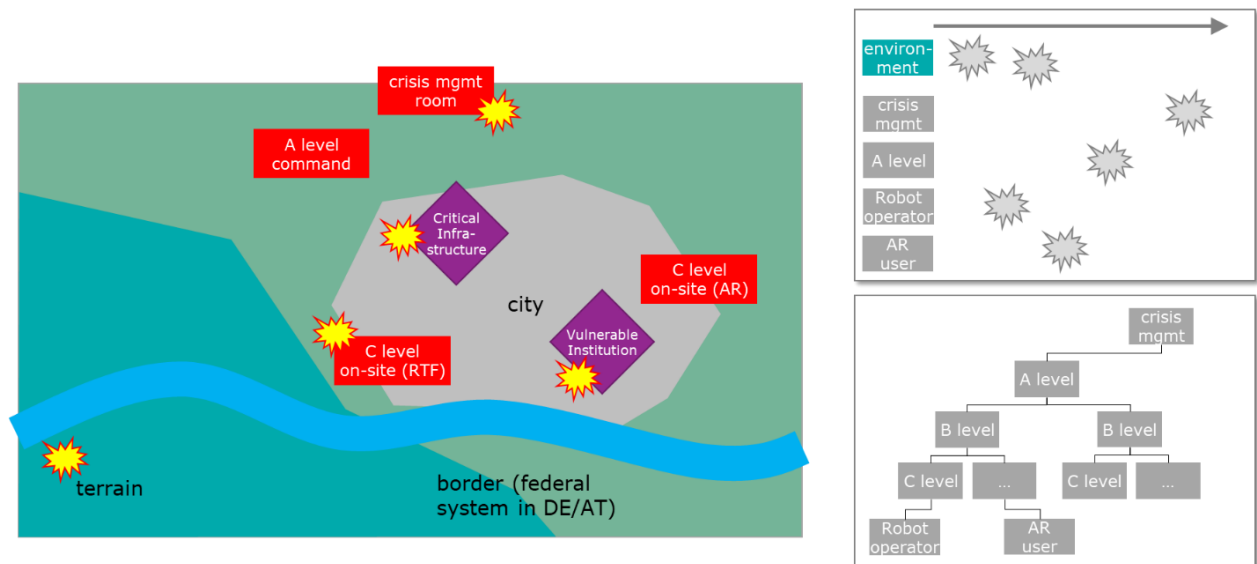 crisis mgmt
room
A level
command
Critical
Infra-
structure
C level
on-site (AR)
city
Vulnerable
Institution
C level
on-site (RTF)
terrain
border (federal
system in DE/AT)
environ-
ment
crisis
mgmt
A level
Robot
operator
AR
user
crisis
mgmt
A level
B level
B level
C level
...
C level
...
Robot
operator
AR
user